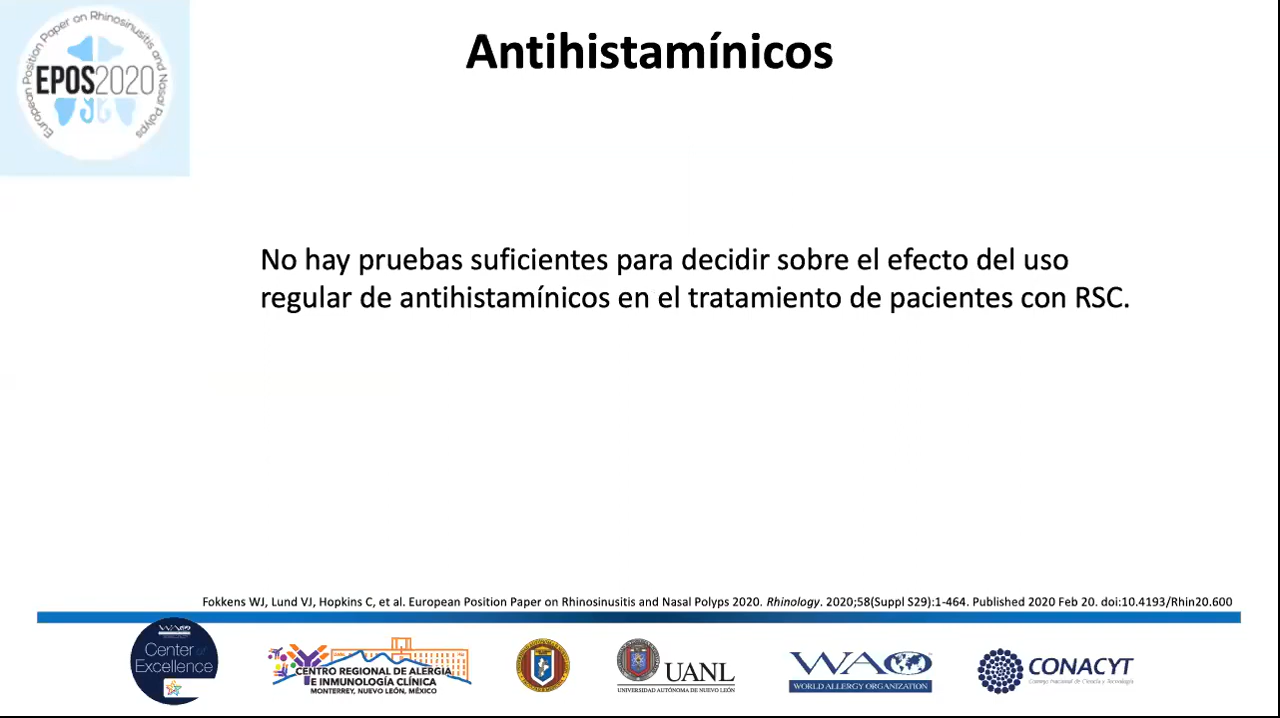 European Position Paper on Rhinosinusitis and Nasal Polyps
EPOS2020
Antihistamínicos
No hay pruebas suficientes para decidir sobre el efecto del uso
regular de antihistamínicos en el tratamiento de pacientes con RSC.
Fokkens WJ, Lund VJ, Hopkins C, et al. European Position Paper on Rhinosinusitis and Nasal Polyps 2020. Rhinology. 2020;58(Suppl S29):1-464. Published 2020 Feb 20. doi:10.4193/Rhin20.600
Center of
Excellence
CENTRO REGIONAL DE ALERGIA
E INMUNOLOGÍA CLÍNICA
MONTERREY, NUEVO LEÓN, MÉXICO
UANL
UNIVERSIDAD AUTÓNOMA DE NUEVO LEÓN
WAO
WORLD ALLERGY ORGANIZATION
CONACYT
Consejo Nacional de Ciencia y Tecnología